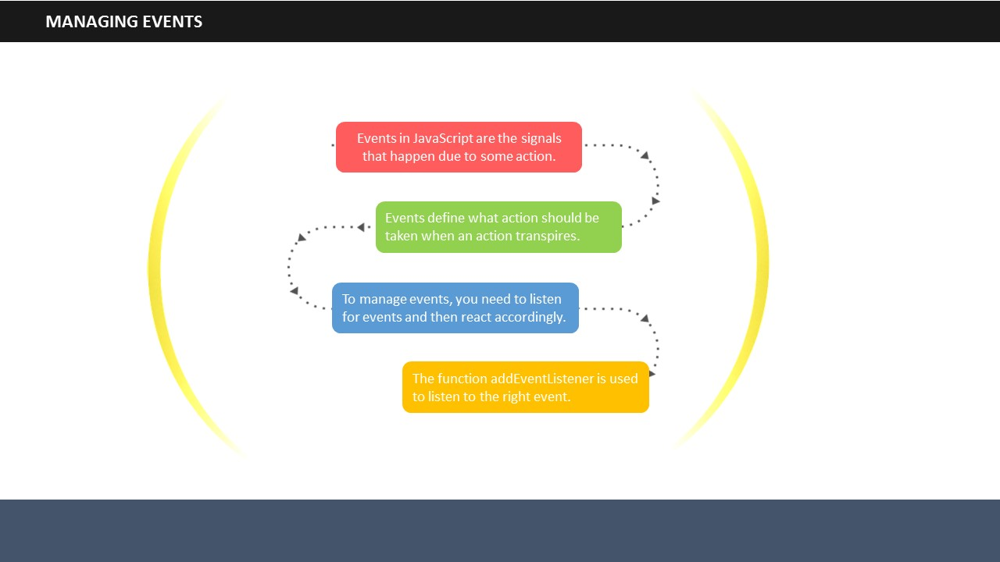 MANAGING EVENTS
Events in JavaScript are the signals
that happen due to some action.
Events define what action should be
taken when an action transpires.
To manage events, you need to listen
for events and then react accordingly.
The function addEventListener is used
to listen to the right event.